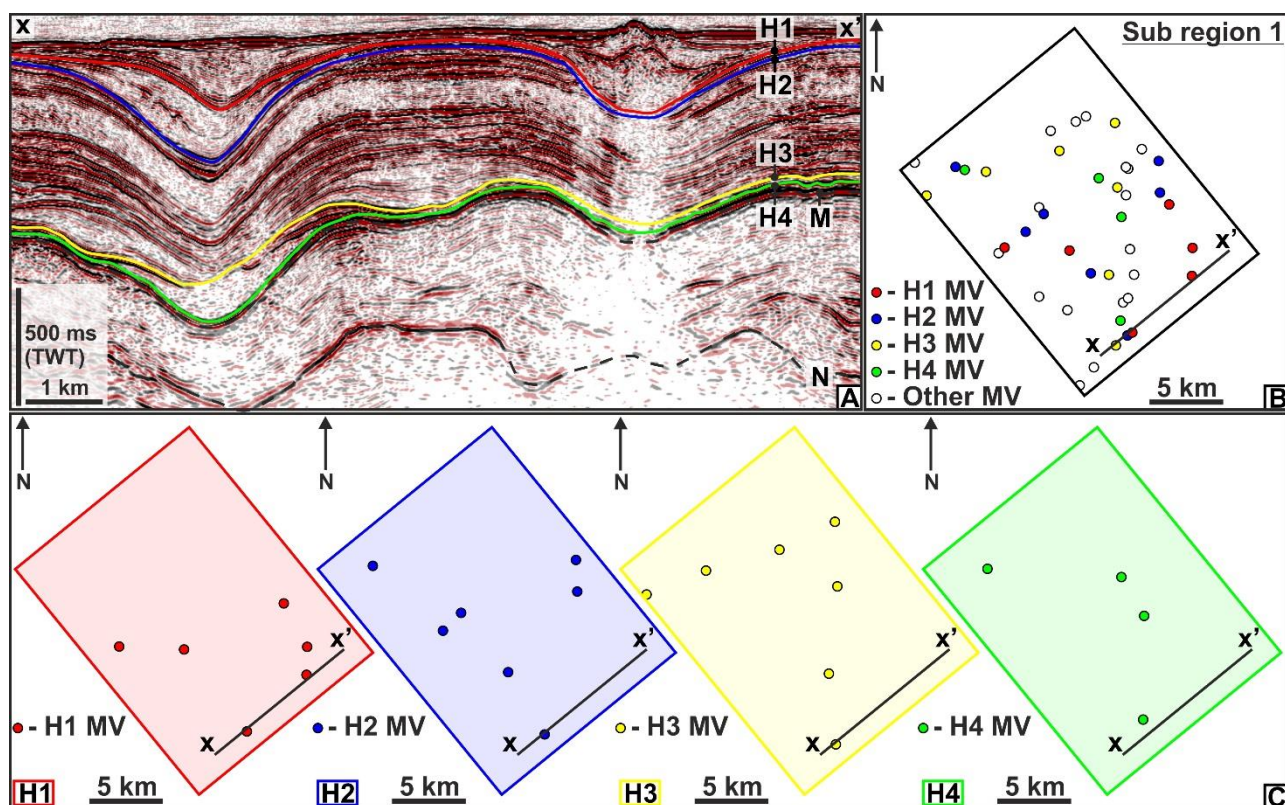 x
x'
H1
H2
H3
H4
M
N
500 ms
(TWT)
1 km
A
N
Sub region 1
x'
x
- H1 MV
- H2 MV
- H3 MV
- H4 MV
- Other MV
5 km
B
N
x'
x
- H1 MV
H1
5 km
N
x'
x
- H2 MV
H2
5 km
N
x'
x
- H3 MV
H3
5 km
N
x'
x
- H4 MV
H4
5 km
C